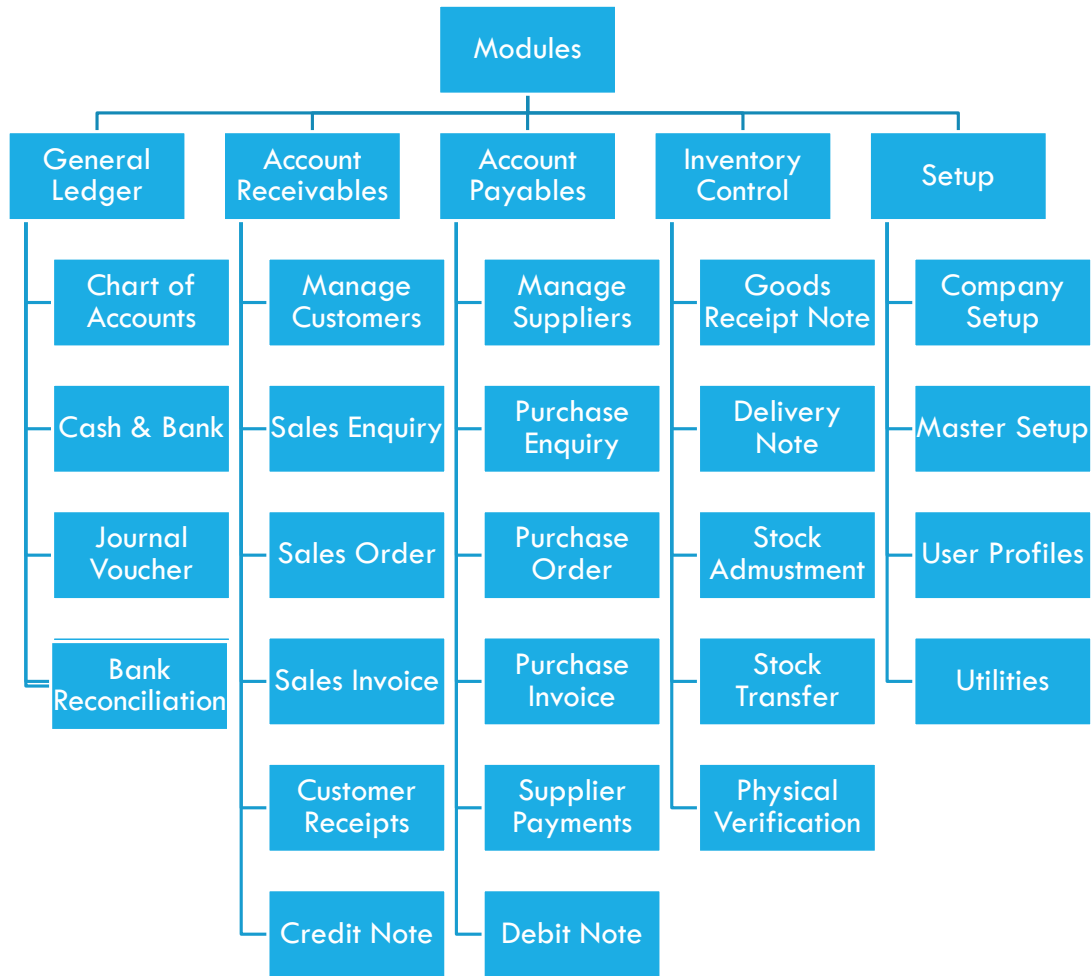 Modules
General
Ledger
Account
Receivables
Account
Payables
Inventory
Control
Setup
Chart of
Accounts
Manage
Customers
Manage
Suppliers
Goods
Receipt Note
Company
Setup
Cash & Bank
Sales Enquiry
Purchase
Enquiry
Delivery
Note
Master Setup
Journal
Voucher
Sales Order
Purchase
Order
Stock
Admustment
User Profiles
Bank
Reconciliation
Sales Invoice
Purchase
Invoice
Stock
Transfer
Utilities
Customer
Receipts
Supplier
Payments
Physical
Verification
Credit Note
Debit Note